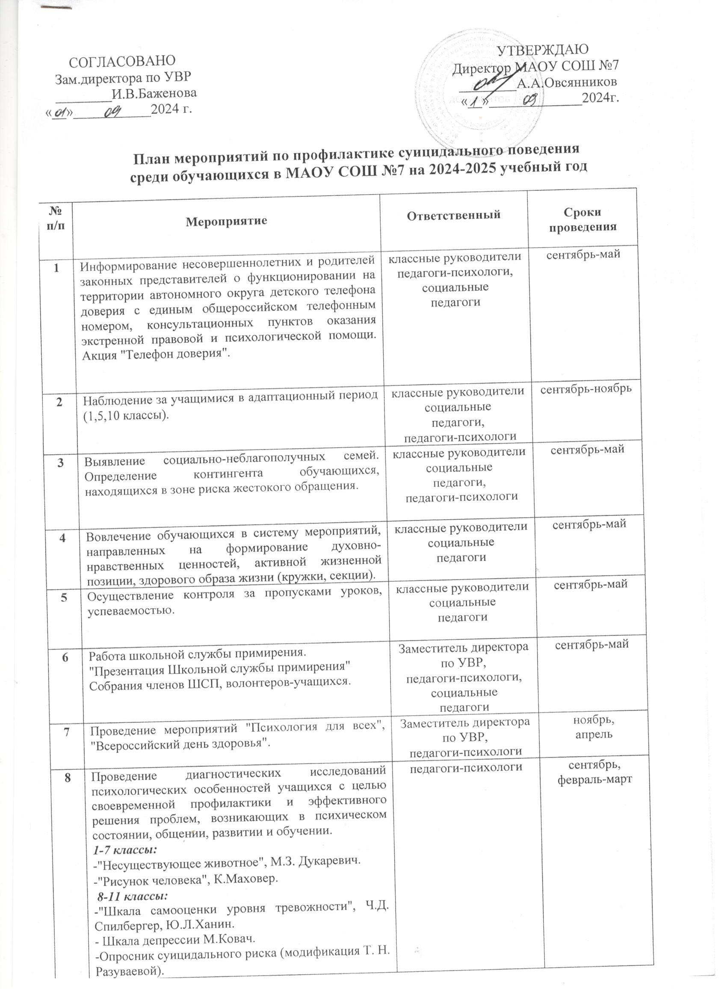 СОГЛАСОВАНО
Зам.директора по УВР
________И.В.Баженова
«01»____09____2024 г.
УТВЕРЖДАЮ
Директор МАОУ СОШ №7
________А.А.Овсянников
«1»____09____2024г.
План мероприятий по профилактике суицидального поведения
среди обучающихся в МАОУ СОШ №7 на 2024-2025 учебный год
№
п/п
Мероприятие
Ответственный
Сроки
проведения
1
Информирование несовершеннолетних и родителей
законных представителей о функционировании на
территории автономного округа детского телефона
доверия с единым общероссийском телефонным
номером, консультационных пунктов оказания
экстренной правовой и психологической помощи.
Акция "Телефон доверия".
классные руководители
педагоги-психологи,
социальные
педагоги
сентябрь-май
2
Наблюдение за учащимися в адаптационный период
(1,5,10 классы).
классные руководители
социальные
педагоги,
педагоги-психологи
сентябрь-ноябрь
3
Выявление социально-неблагополучных семей.
Определение контингента обучающихся,
находящихся в зоне риска жестокого обращения.
классные руководители
социальные
педагоги,
педагоги-психологи
сентябрь-май
4
Вовлечение обучающихся в систему мероприятий,
направленных на формирование духовно-
нравственных ценностей, активной жизненной
позиции, здорового образа жизни (кружки, секции).
классные руководители
социальные
педагоги
сентябрь-май
5
Осуществление контроля за пропусками уроков,
успеваемостью.
классные руководители
социальные
педагоги
сентябрь-май
6
Работа школьной службы примирения.
"Презентация Школьной службы примирения"
Собрания членов ШСП, волонтеров-учащихся.
Заместитель директора
по УВР,
педагоги-психологи,
социальные
педагоги
сентябрь-май
7
Проведение мероприятий "Психология для всех",
"Всероссийский день здоровья".
Заместитель директора
по УВР,
педагоги-психологи
ноябрь,
апрель
8
Проведение диагностических исследований
психологических особенностей учащихся с целью
своевременной профилактики и эффективного
решения проблем, возникающих в психическом
состоянии, общении, развитии и обучении.
1-7 классы:
-"Несуществующее животное", М.З. Дукаревич.
-"Рисунок человека", К.Маховер.
8-11 классы:
-"Шкала самооценки уровня тревожности", Ч.Д.
Спилбергер, Ю.Л.Ханин.
- Шкала депрессии М.Ковач.
-Опросник суицидального риска (модификация Т. Н.
Разуваевой).
педагоги-психологи
сентябрь,
февраль-март